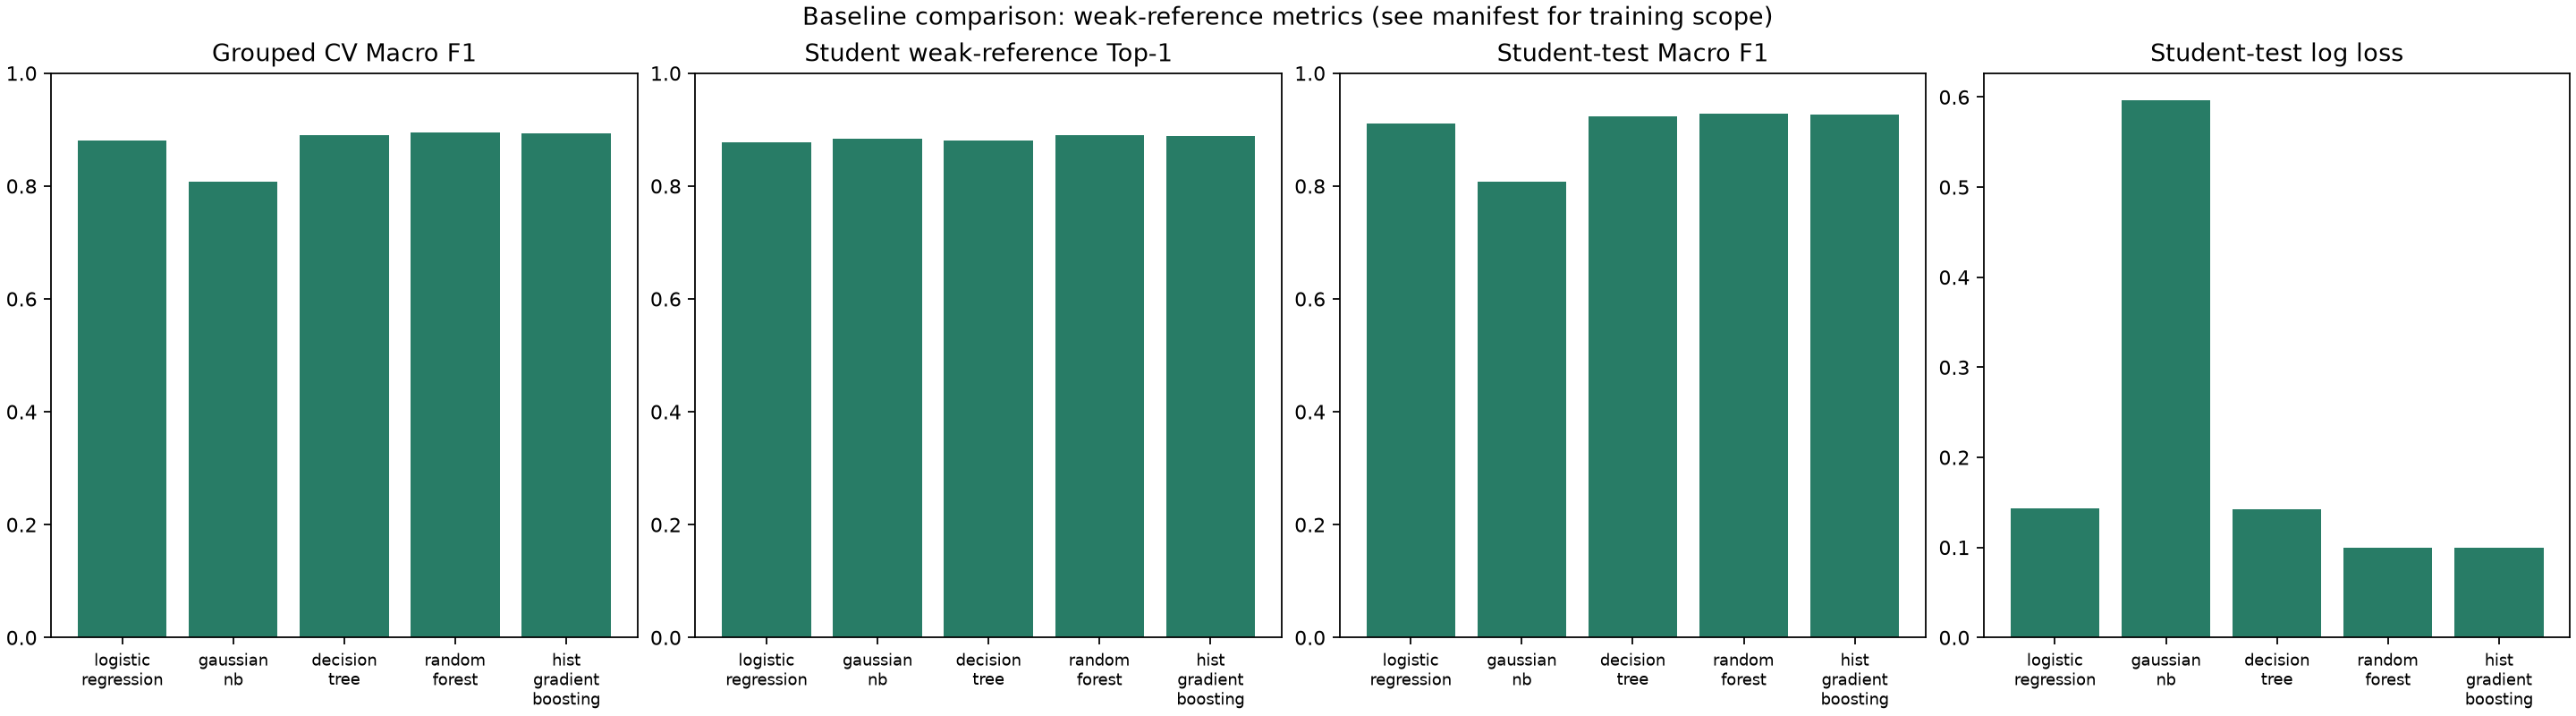 Baseline comparison: weak-reference metrics (see manifest for training scope)
Grouped CV Macro F1
1.0
0.8
0.6
0.4
0.2
0.0
logistic
regression
gaussian
nb
decision
tree
random
forest
hist
gradient
boosting
Student weak-reference Top-1
1.0
0.8
0.6
0.4
0.2
0.0
logistic
regression
gaussian
nb
decision
tree
random
forest
hist
gradient
boosting
Student-test Macro F1
1.0
0.8
0.6
0.4
0.2
0.0
logistic
regression
gaussian
nb
decision
tree
random
forest
hist
gradient
boosting
Student-test log loss
0.6
0.5
0.4
0.3
0.2
0.1
0.0
logistic
regression
gaussian
nb
decision
tree
random
forest
hist
gradient
boosting